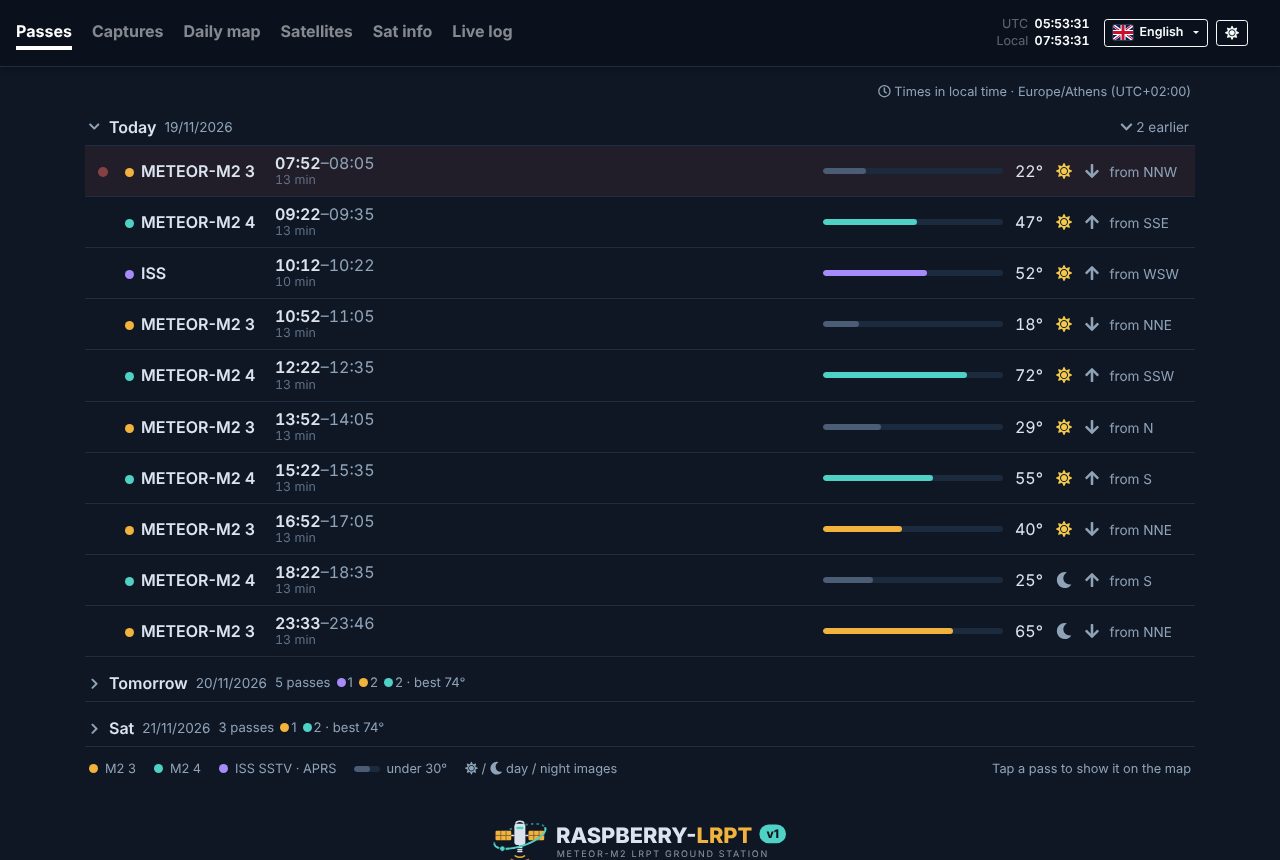 Passes Captures Daily map Satellites Sat info Live log
UTC 05:53:31
Local 07:53:31
English
Times in local time · Europe/Athens (UTC+02:00)
Today 19/11/2026 2 earlier
METEOR-M2 3 07:52–08:05 22° from NNW
13 min
METEOR-M2 4 09:22–09:35 47° from SSE
13 min
ISS 10:12–10:22 52° from WSW
10 min
METEOR-M2 3 10:52–11:05 18° from NNE
13 min
METEOR-M2 4 12:22–12:35 72° from SSW
13 min
METEOR-M2 3 13:52–14:05 29° from N
13 min
METEOR-M2 4 15:22–15:35 55° from S
13 min
METEOR-M2 3 16:52–17:05 40° from NNE
13 min
METEOR-M2 4 18:22–18:35 25° from S
13 min
METEOR-M2 3 23:33–23:46 65° from NNE
13 min
Tomorrow 20/11/2026 5 passes 1 2 2 · best 74°
Sat 21/11/2026 3 passes 1 2 · best 74°
M2 3 M2 4 ISS SSTV · APRS under 30° / day / night images Tap a pass to show it on the map
RASPBERRY-LRPT v1
METEOR-M2 LRPT GROUND STATION